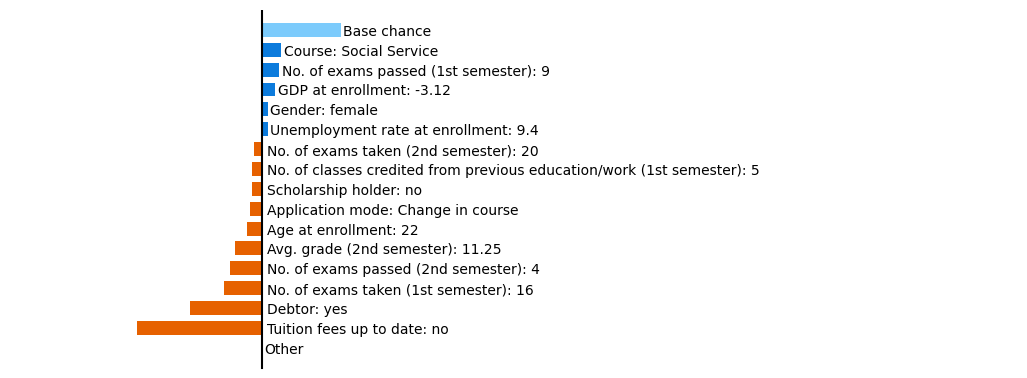 Base chance
Course: Social Service
No. of exams passed (1st semester): 9
GDP at enrollment: -3.12
Gender: female
Unemployment rate at enrollment: 9.4
No. of exams taken (2nd semester): 20
No. of classes credited from previous education/work (1st semester): 5
Scholarship holder: no
Application mode: Change in course
Age at enrollment: 22
Avg. grade (2nd semester): 11.25
No. of exams passed (2nd semester): 4
No. of exams taken (1st semester): 16
Debtor: yes
Tuition fees up to date: no
Other